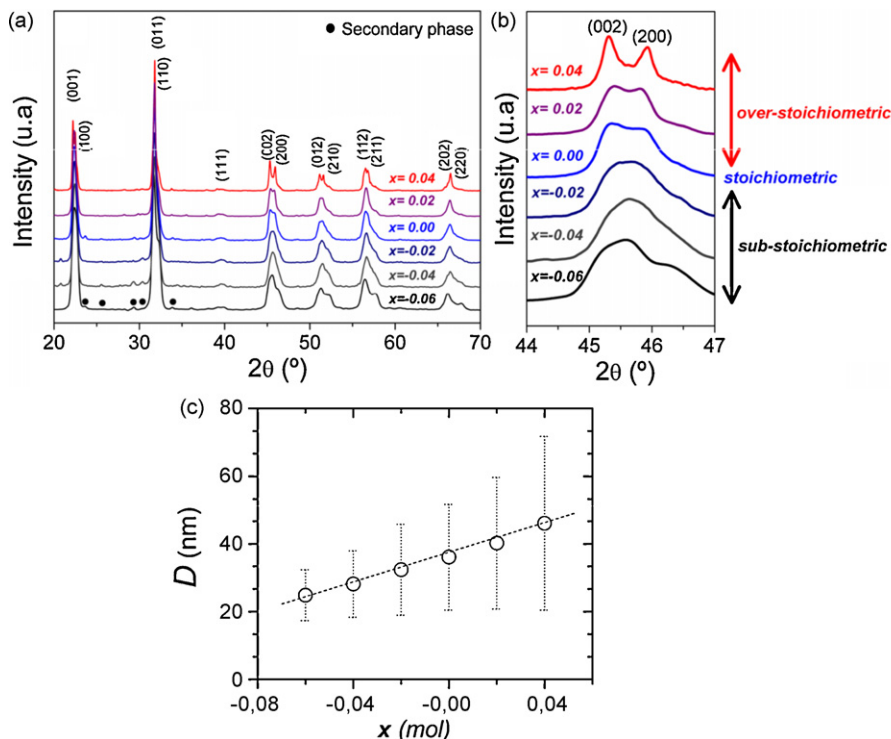 (a)
● Secondary phase
(001)
(100)
(011)
(110)
(111)
(002)
(200)
(012)
(210)
(112)
(211)
(202)
(220)
x= 0.04
x= 0.02
x= 0.00
x=-0.02
x=-0.04
x=-0.06
Intensity (u.a)
20 30 40 50 60 70
2θ (º)
(b)
(002) (200)
x= 0.04
x= 0.02
x= 0.00
x=-0.02
x=-0.04
x=-0.06
over-stoichiometric
stoichiometric
sub-stoichiometric
Intensity (u.a)
44 45 46 47
2θ (º)
(c)
80
60
40
20
0
D (nm)
-0,08 -0,04 -0,00 0,04
x (mol)